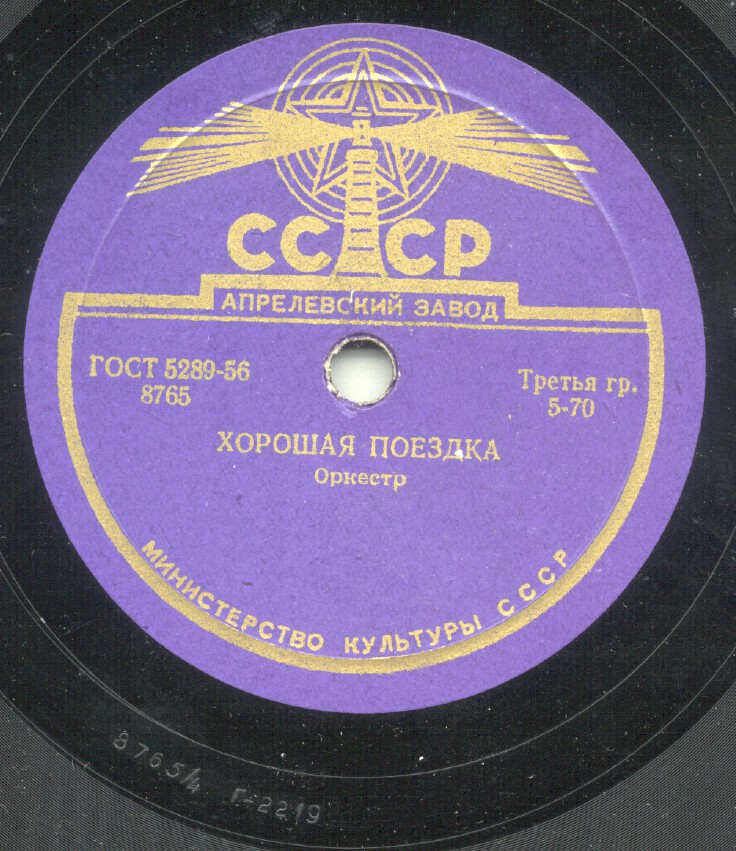 СССР
АПРЕЛЕВСКИЙ ЗАВОД
ГОСТ 5289-56
8765
Третья гр.
5-70
ХОРОШАЯ ПОЕЗДКА
Оркестр
МИНИСТЕРСТВО КУЛЬТУРЫ СССР
8765/4 Г-2219